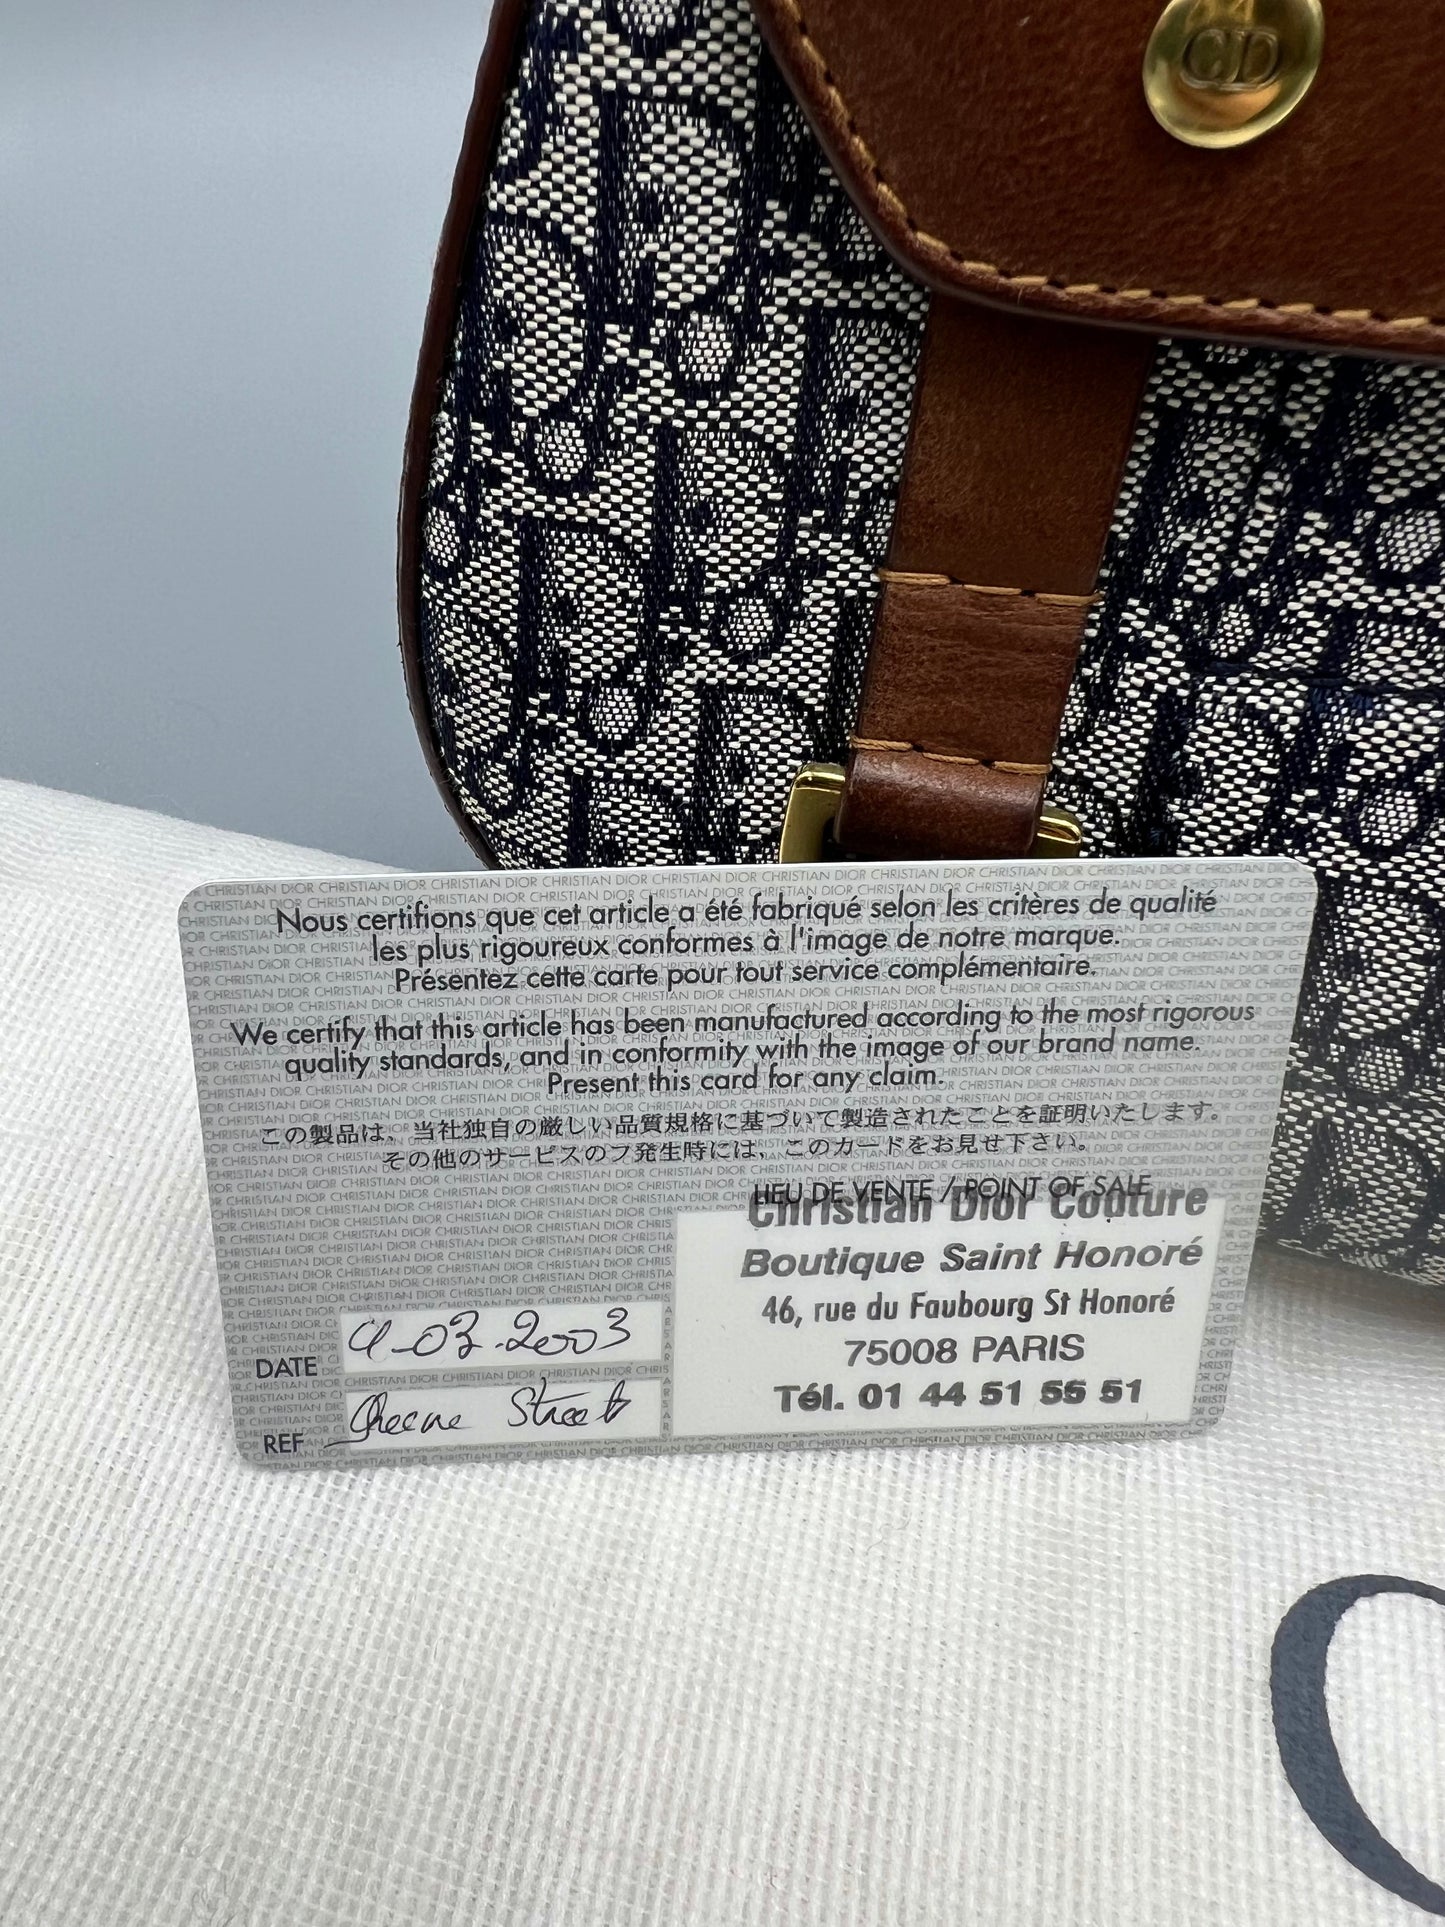 CD
Nous certifions que cet article a été fabriqué selon les critères de qualité
les plus rigoureux conformes à l'image de notre marque.
Présentez cette carte pour tout service complémentaire.
We certify that this article has been manufactured according to the most rigorous
quality standards, and in conformity with the image of our brand name.
Present this card for any claim.
この製品は、当社独自の厳しい品質規格に基づいて製造されたことを証明いたします。
その他のサービスのフ発生時には、このカードをお見せ下さい。
LIEU DE VENTE / POINT OF SALE
Christian Dior Couture
Boutique Saint Honoré
46, rue du Faubourg St Honoré
75008 PARIS
Tél. 01 44 51 55 51
DATE
-03-2003
REF
Street